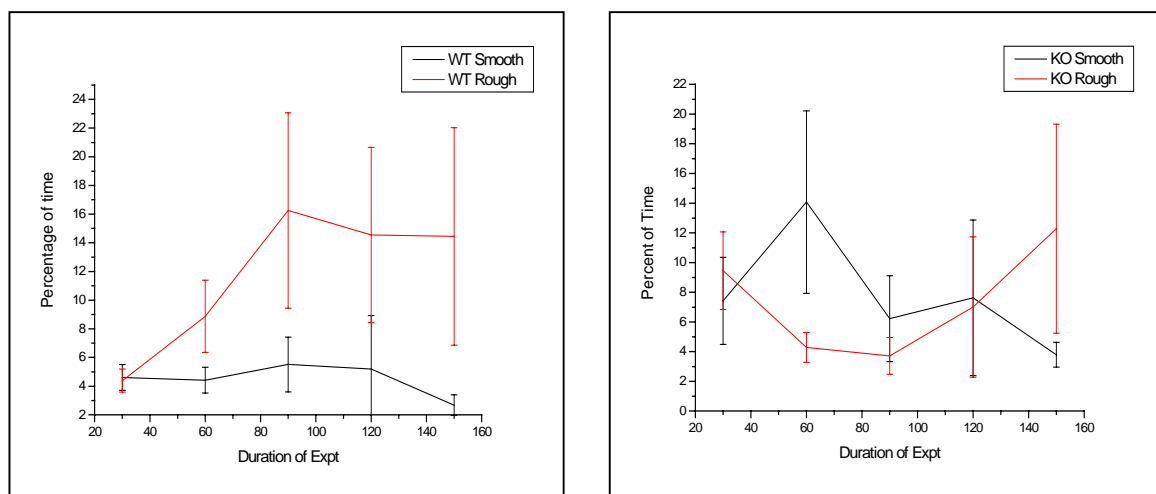 WT Smooth
WT Rough
Percentage of time
24
22
20
18
16
14
12
10
8
6
4
2
20 40 60 80 100 120 140 160
Duration of Expt
KO Smooth
KO Rough
Percent of Time
22
20
18
16
14
12
10
8
6
4
2
0
20 40 60 80 100 120 140 160
Duration of Expt